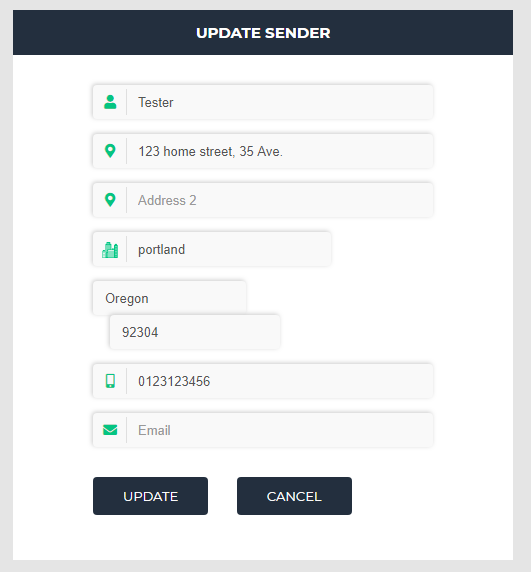 UPDATE SENDER
Tester
123 home street, 35 Ave.
Address 2
portland
Oregon
92304
0123123456
Email
UPDATE CANCEL